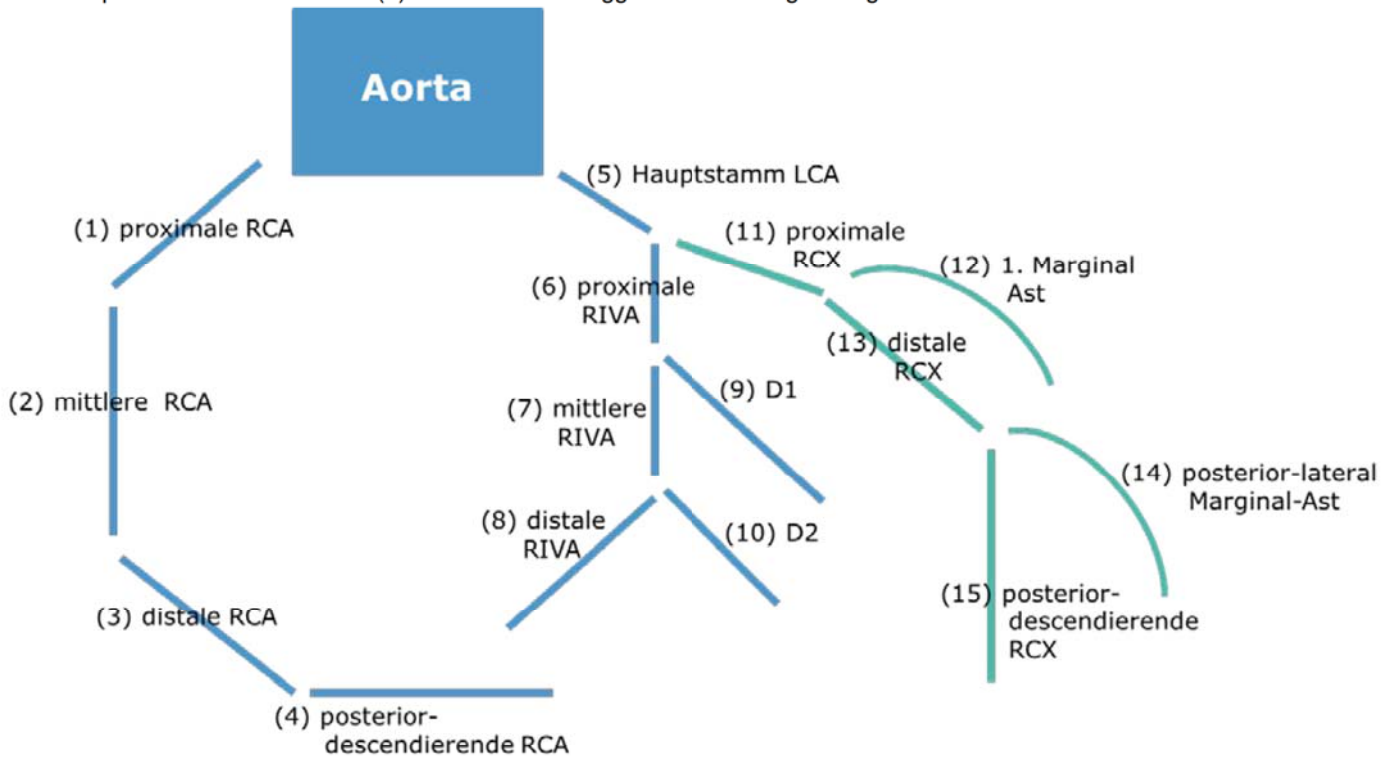 Aorta
(5) Hauptstamm LCA
(1) proximale RCA
(11) proximale
RCX
(12) 1. Marginal
Ast
(6) proximale
RIVA
(13) distale
RCX
(2) mittlere RCA
(7) mittlere
RIVA
(9) D1
(14) posterior-lateral
Marginal-Ast
(8) distale
RIVA
(10) D2
(15) posterior-
descendierende
RCX
(3) distale RCA
(4) posterior-
descendierende RCA